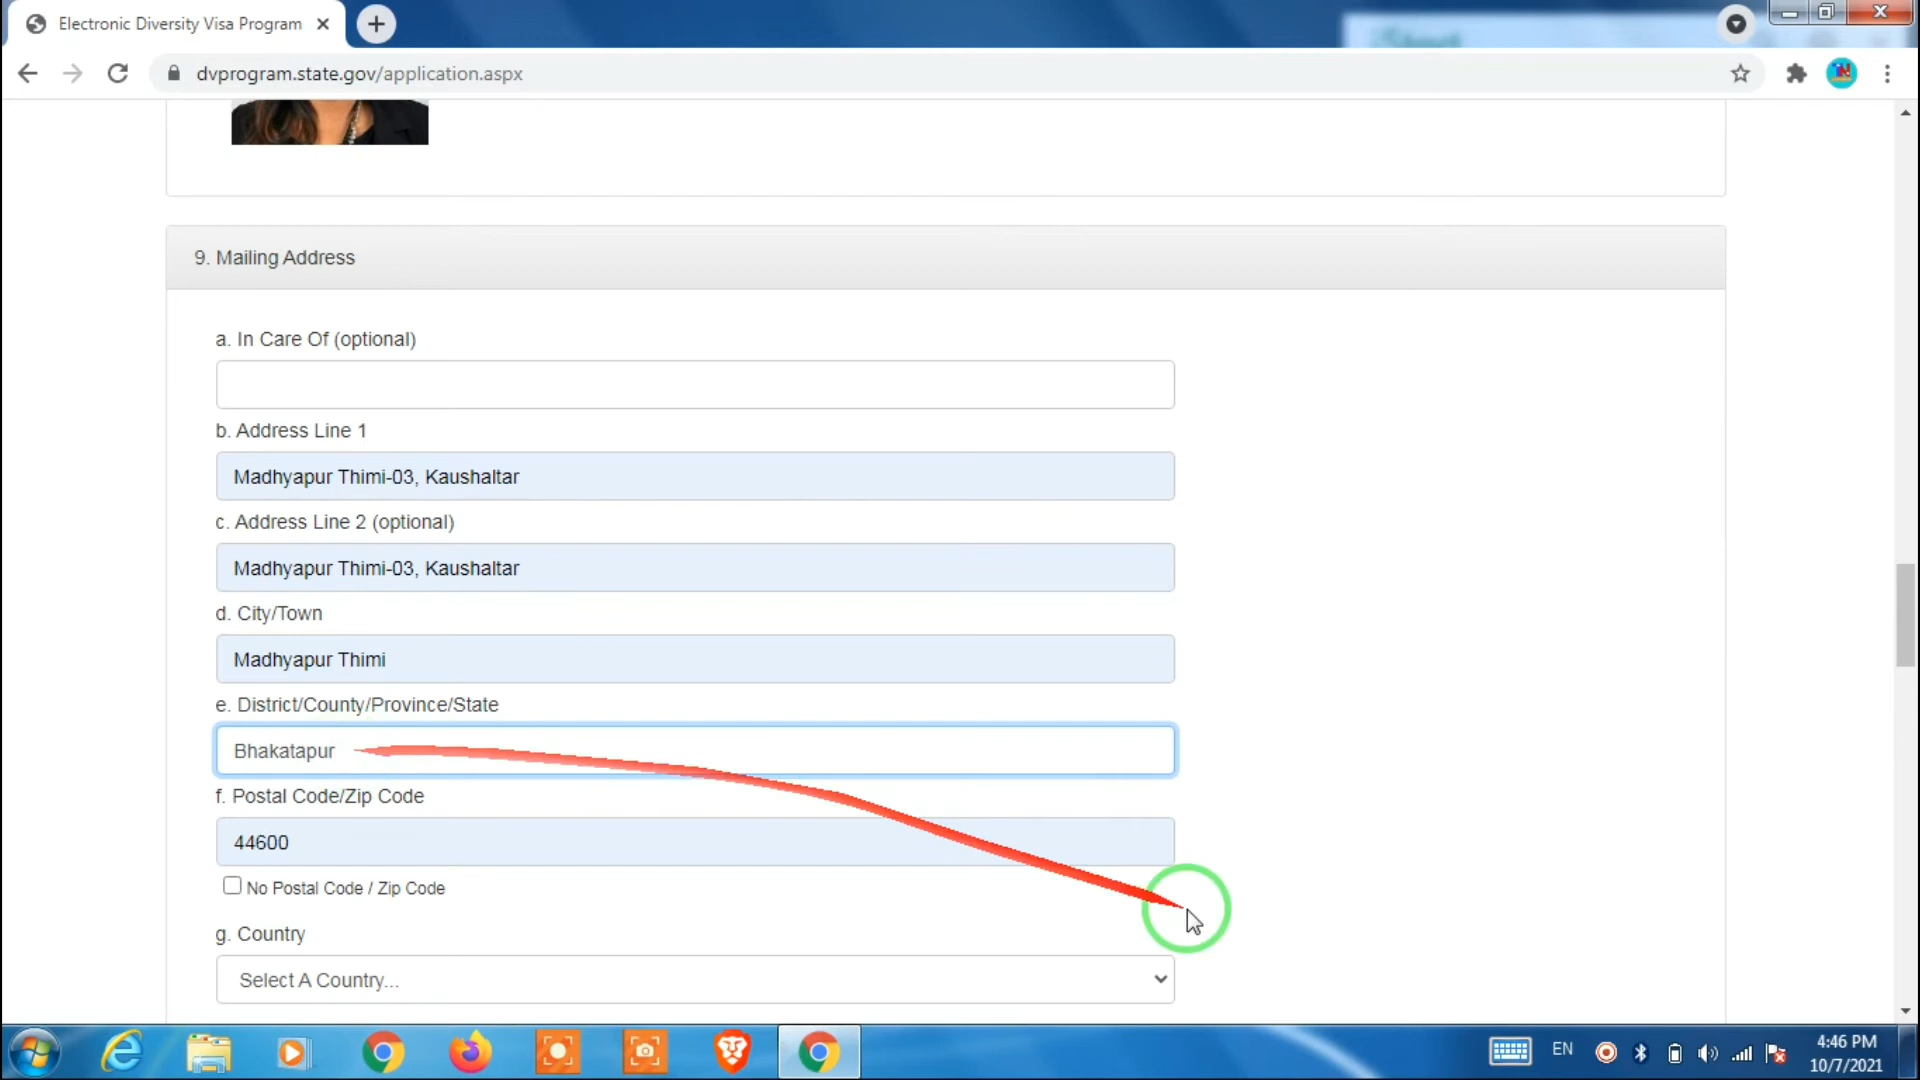 Electronic Diversity Visa Program
dvprogram.state.gov/application.aspx
9. Mailing Address
a. In Care Of (optional)
b. Address Line 1
Madhyapur Thimi-03, Kaushaltar
c. Address Line 2 (optional)
Madhyapur Thimi-03, Kaushaltar
d. City/Town
Madhyapur Thimi
e. District/County/Province/State
Bhakatapur
f. Postal Code/Zip Code
44600
No Postal Code / Zip Code
g. Country
Select A Country...
EN
4:46 PM
10/7/2021